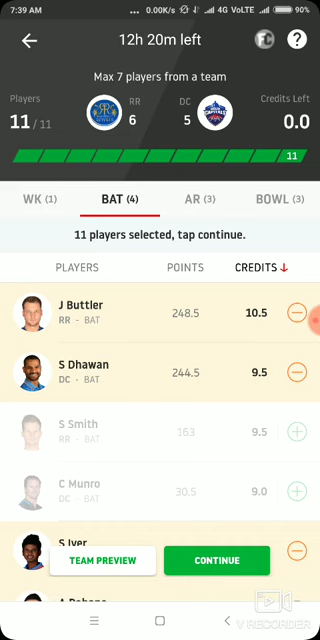 7:39 AM ... 0.00K/s 4G VoLTE 90%
12h 20m left
Max 7 players from a team
Players RR DC Credits Left
11 / 11 6 5 0.0
11
WK (1) BAT (4) AR (3) BOWL (3)
11 players selected, tap continue.
PLAYERS POINTS CREDITS
J Buttler
RR - BAT 248.5 10.5
S Dhawan
DC - BAT 244.5 9.5
S Smith
RR - BAT 163 9.5
C Munro
DC - BAT 30.5 9.0
S Iyer
TEAM PREVIEW CONTINUE
V RECORDER